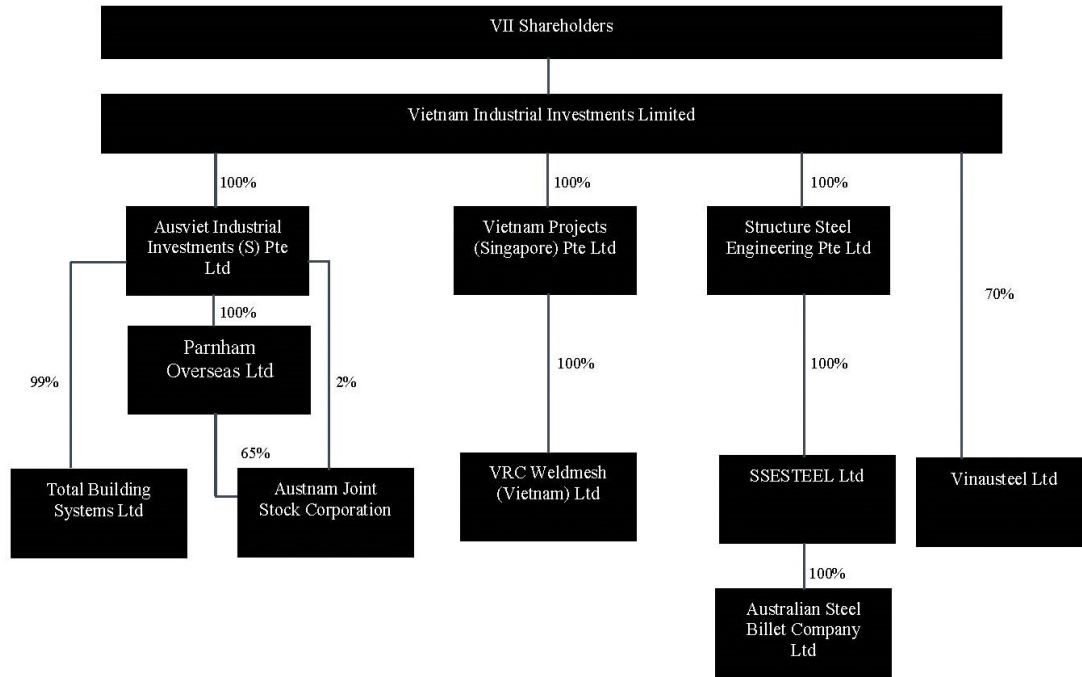 VII Shareholders
Vietnam Industrial Investments Limited
100%
100%
100%
Ausviet Industrial
Investments (S) Pte
Ltd
Vietnam Projects
(Singapore) Pte Ltd
Structure Steel
Engineering Pte Ltd
70%
100%
Parnham
Overseas Ltd
99%
2%
100%
100%
65%
Total Building
Systems Ltd
Austnam Joint
Stock Corporation
VRC Weldmesh
(Vietnam) Ltd
SSESTEEL Ltd
Vinausteel Ltd
100%
Australian Steel
Billet Company
Ltd